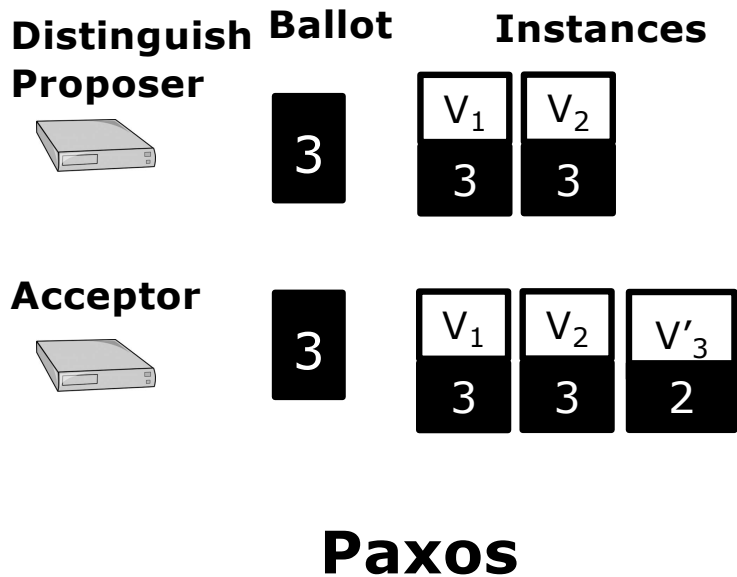 Distinguish Proposer Ballot Instances
3 V₁ V₂
3 3
Acceptor
3 V₁ V₂ V′₃
3 3 2
Paxos